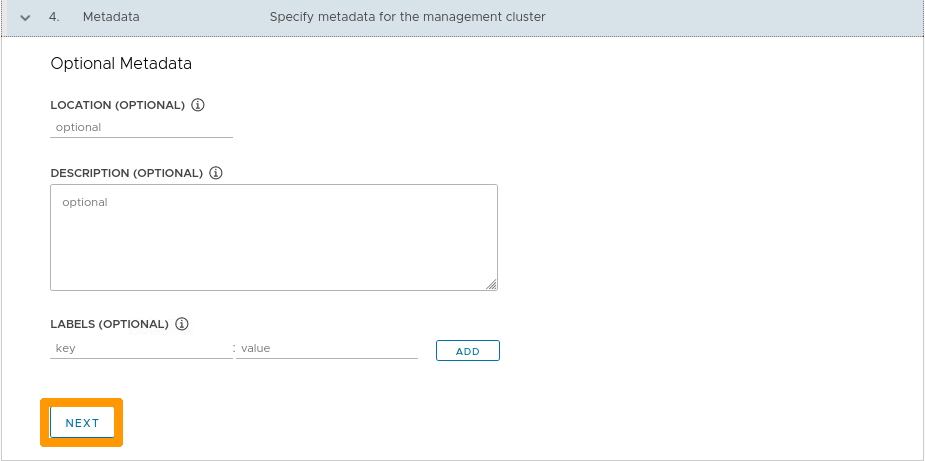 4. Metadata Specify metadata for the management cluster
Optional Metadata
LOCATION (OPTIONAL)
optional
DESCRIPTION (OPTIONAL)
optional
LABELS (OPTIONAL)
key : value ADD
NEXT